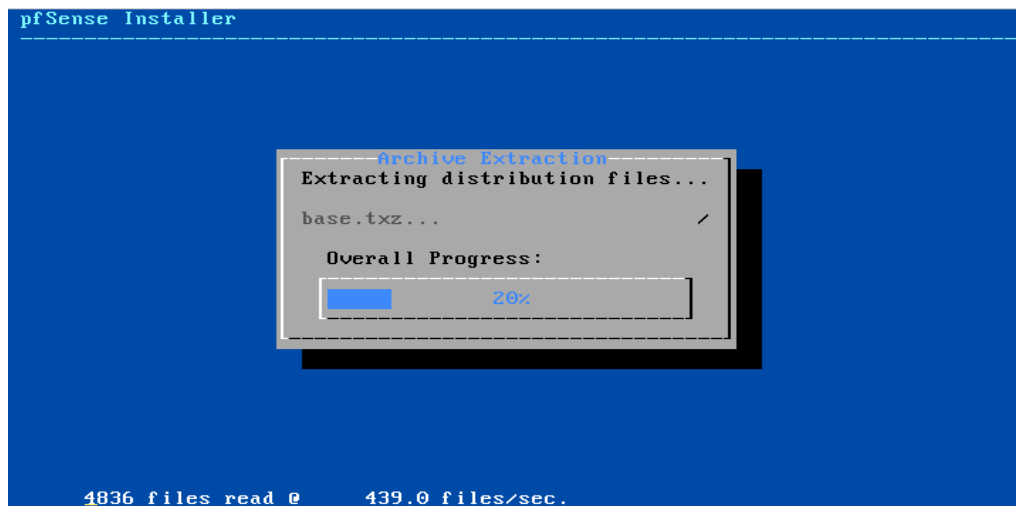 pfSense Installer
Archive Extraction
Extracting distribution files...
base.txz... /
Overall Progress:
20%
4836 files read @ 439.0 files/sec.